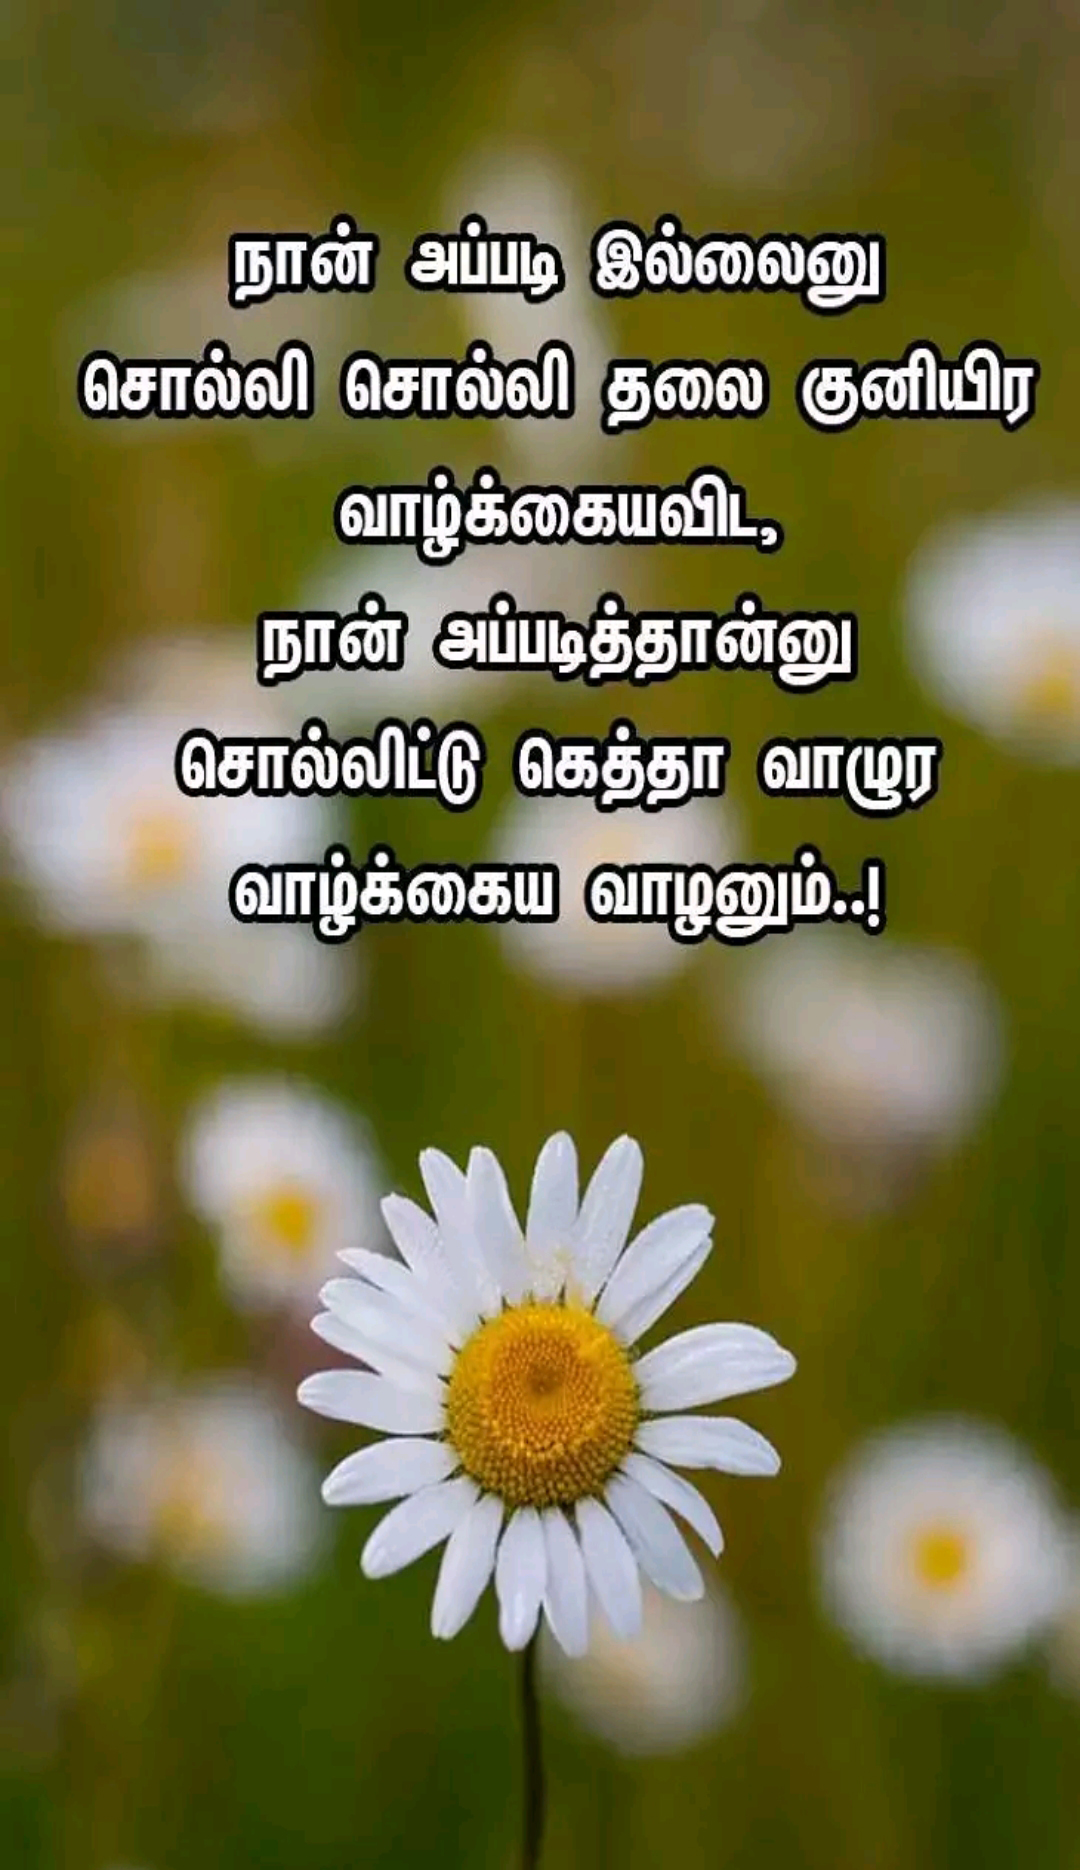 நான் அப்படி இல்லைனு
சொல்லி சொல்லி தலை குனியிர
வாழ்க்கையவிட,
நான் அப்படித்தான்னு
சொல்லிட்டு கெத்தா வாழுர
வாழ்க்கைய வாழனும்..!